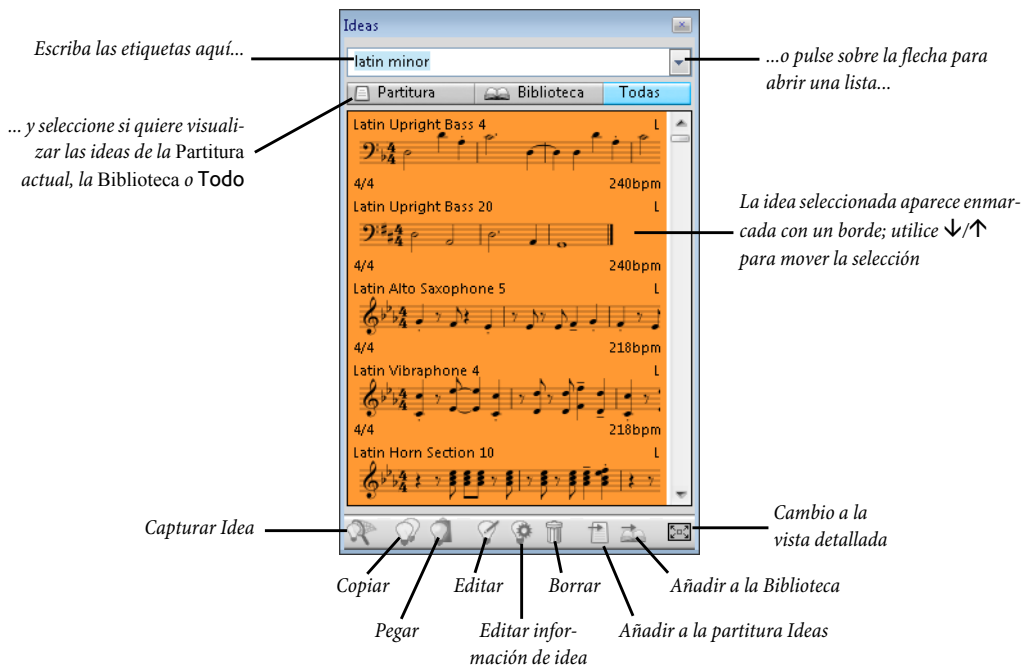 Ideas
Escriba las etiquetas aquí...
latin minor
...o pulse sobre la flecha para
abrir una lista...
Partitura
Biblioteca
Todas
... y seleccione si quiere visuali-
zar las ideas de la Partitura
actual, la Biblioteca o Todo
Latin Upright Bass 4 L
4/4 240bpm
Latin Upright Bass 20 L
4/4 240bpm
La idea seleccionada aparece enmar-
cada con un borde; utilice ↓/↑
para mover la selección
Latin Alto Saxophone 5 L
4/4 218bpm
Latin Vibraphone 4 L
4/4 218bpm
Latin Horn Section 10 L
Capturar Idea
Cambio a la
vista detallada
Copiar
Editar
Borrar
Añadir a la Biblioteca
Pegar
Editar infor-
mación de idea
Añadir a la partitura Ideas